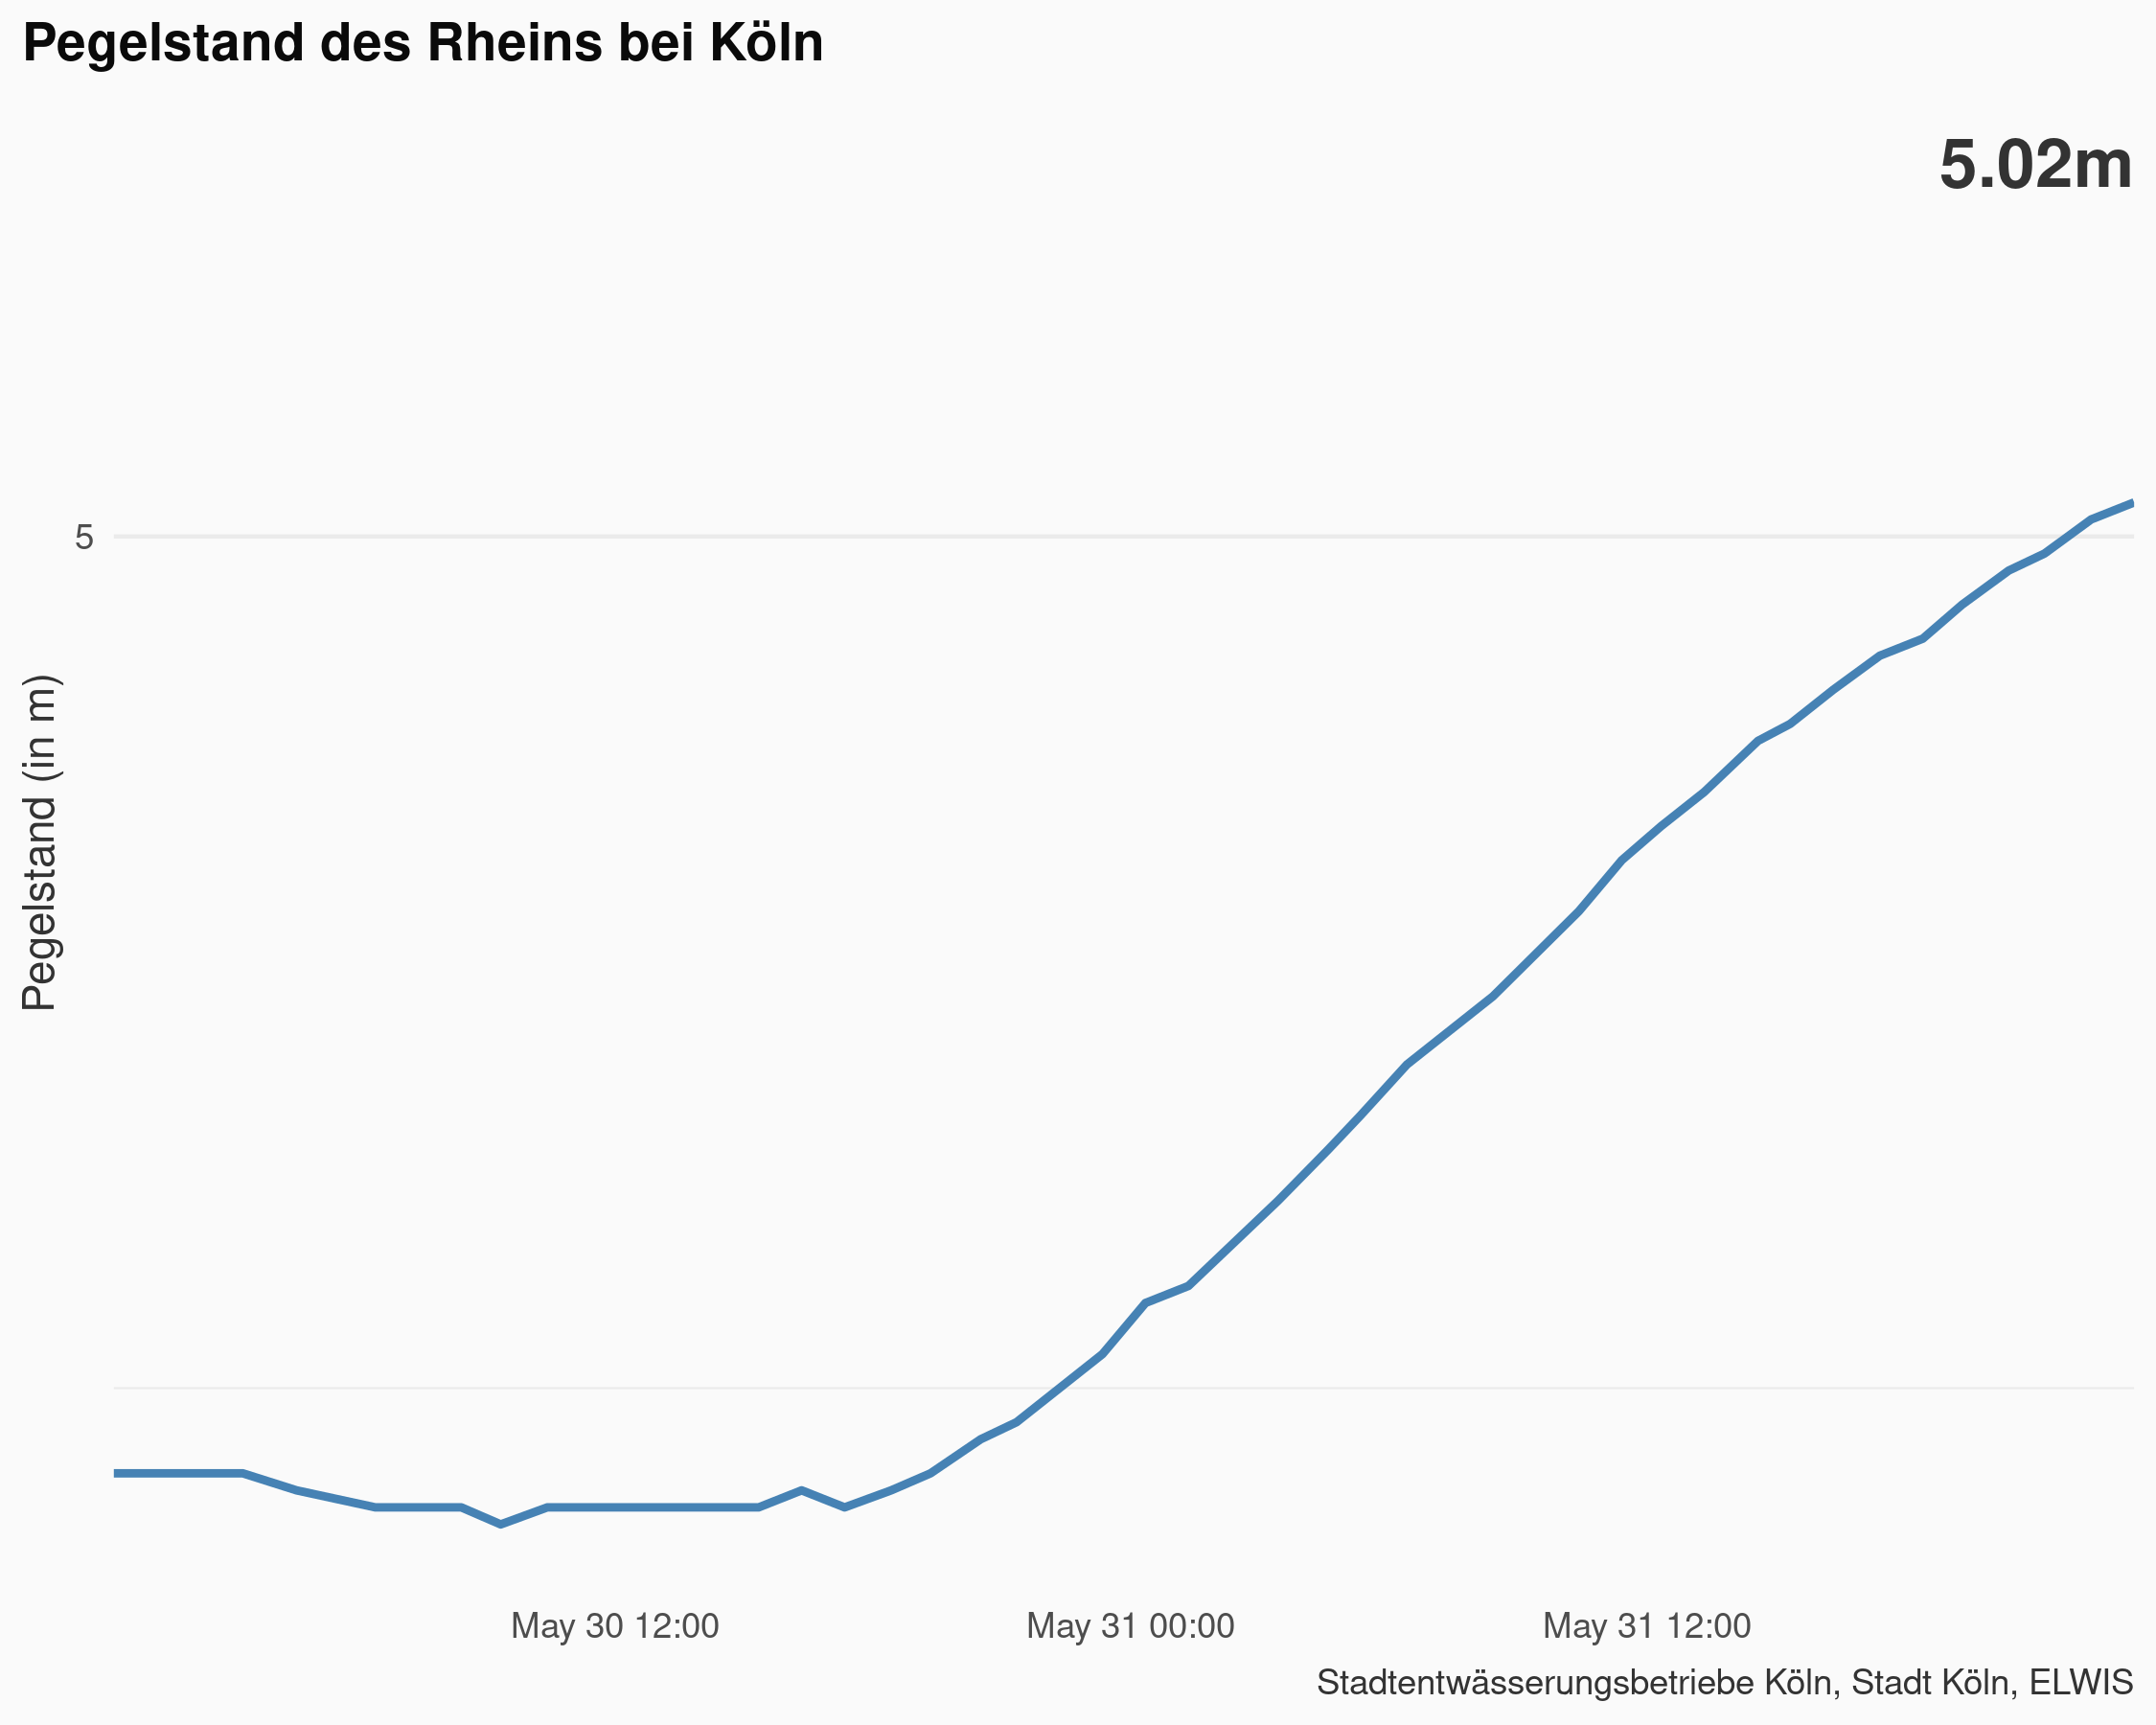 Pegelstand des Rheins bei Köln
5.02m
5
Pegelstand (in m)
May 30 12:00
May 31 00:00
May 31 12:00
Stadtentwässerungsbetriebe Köln, Stadt Köln, ELWIS